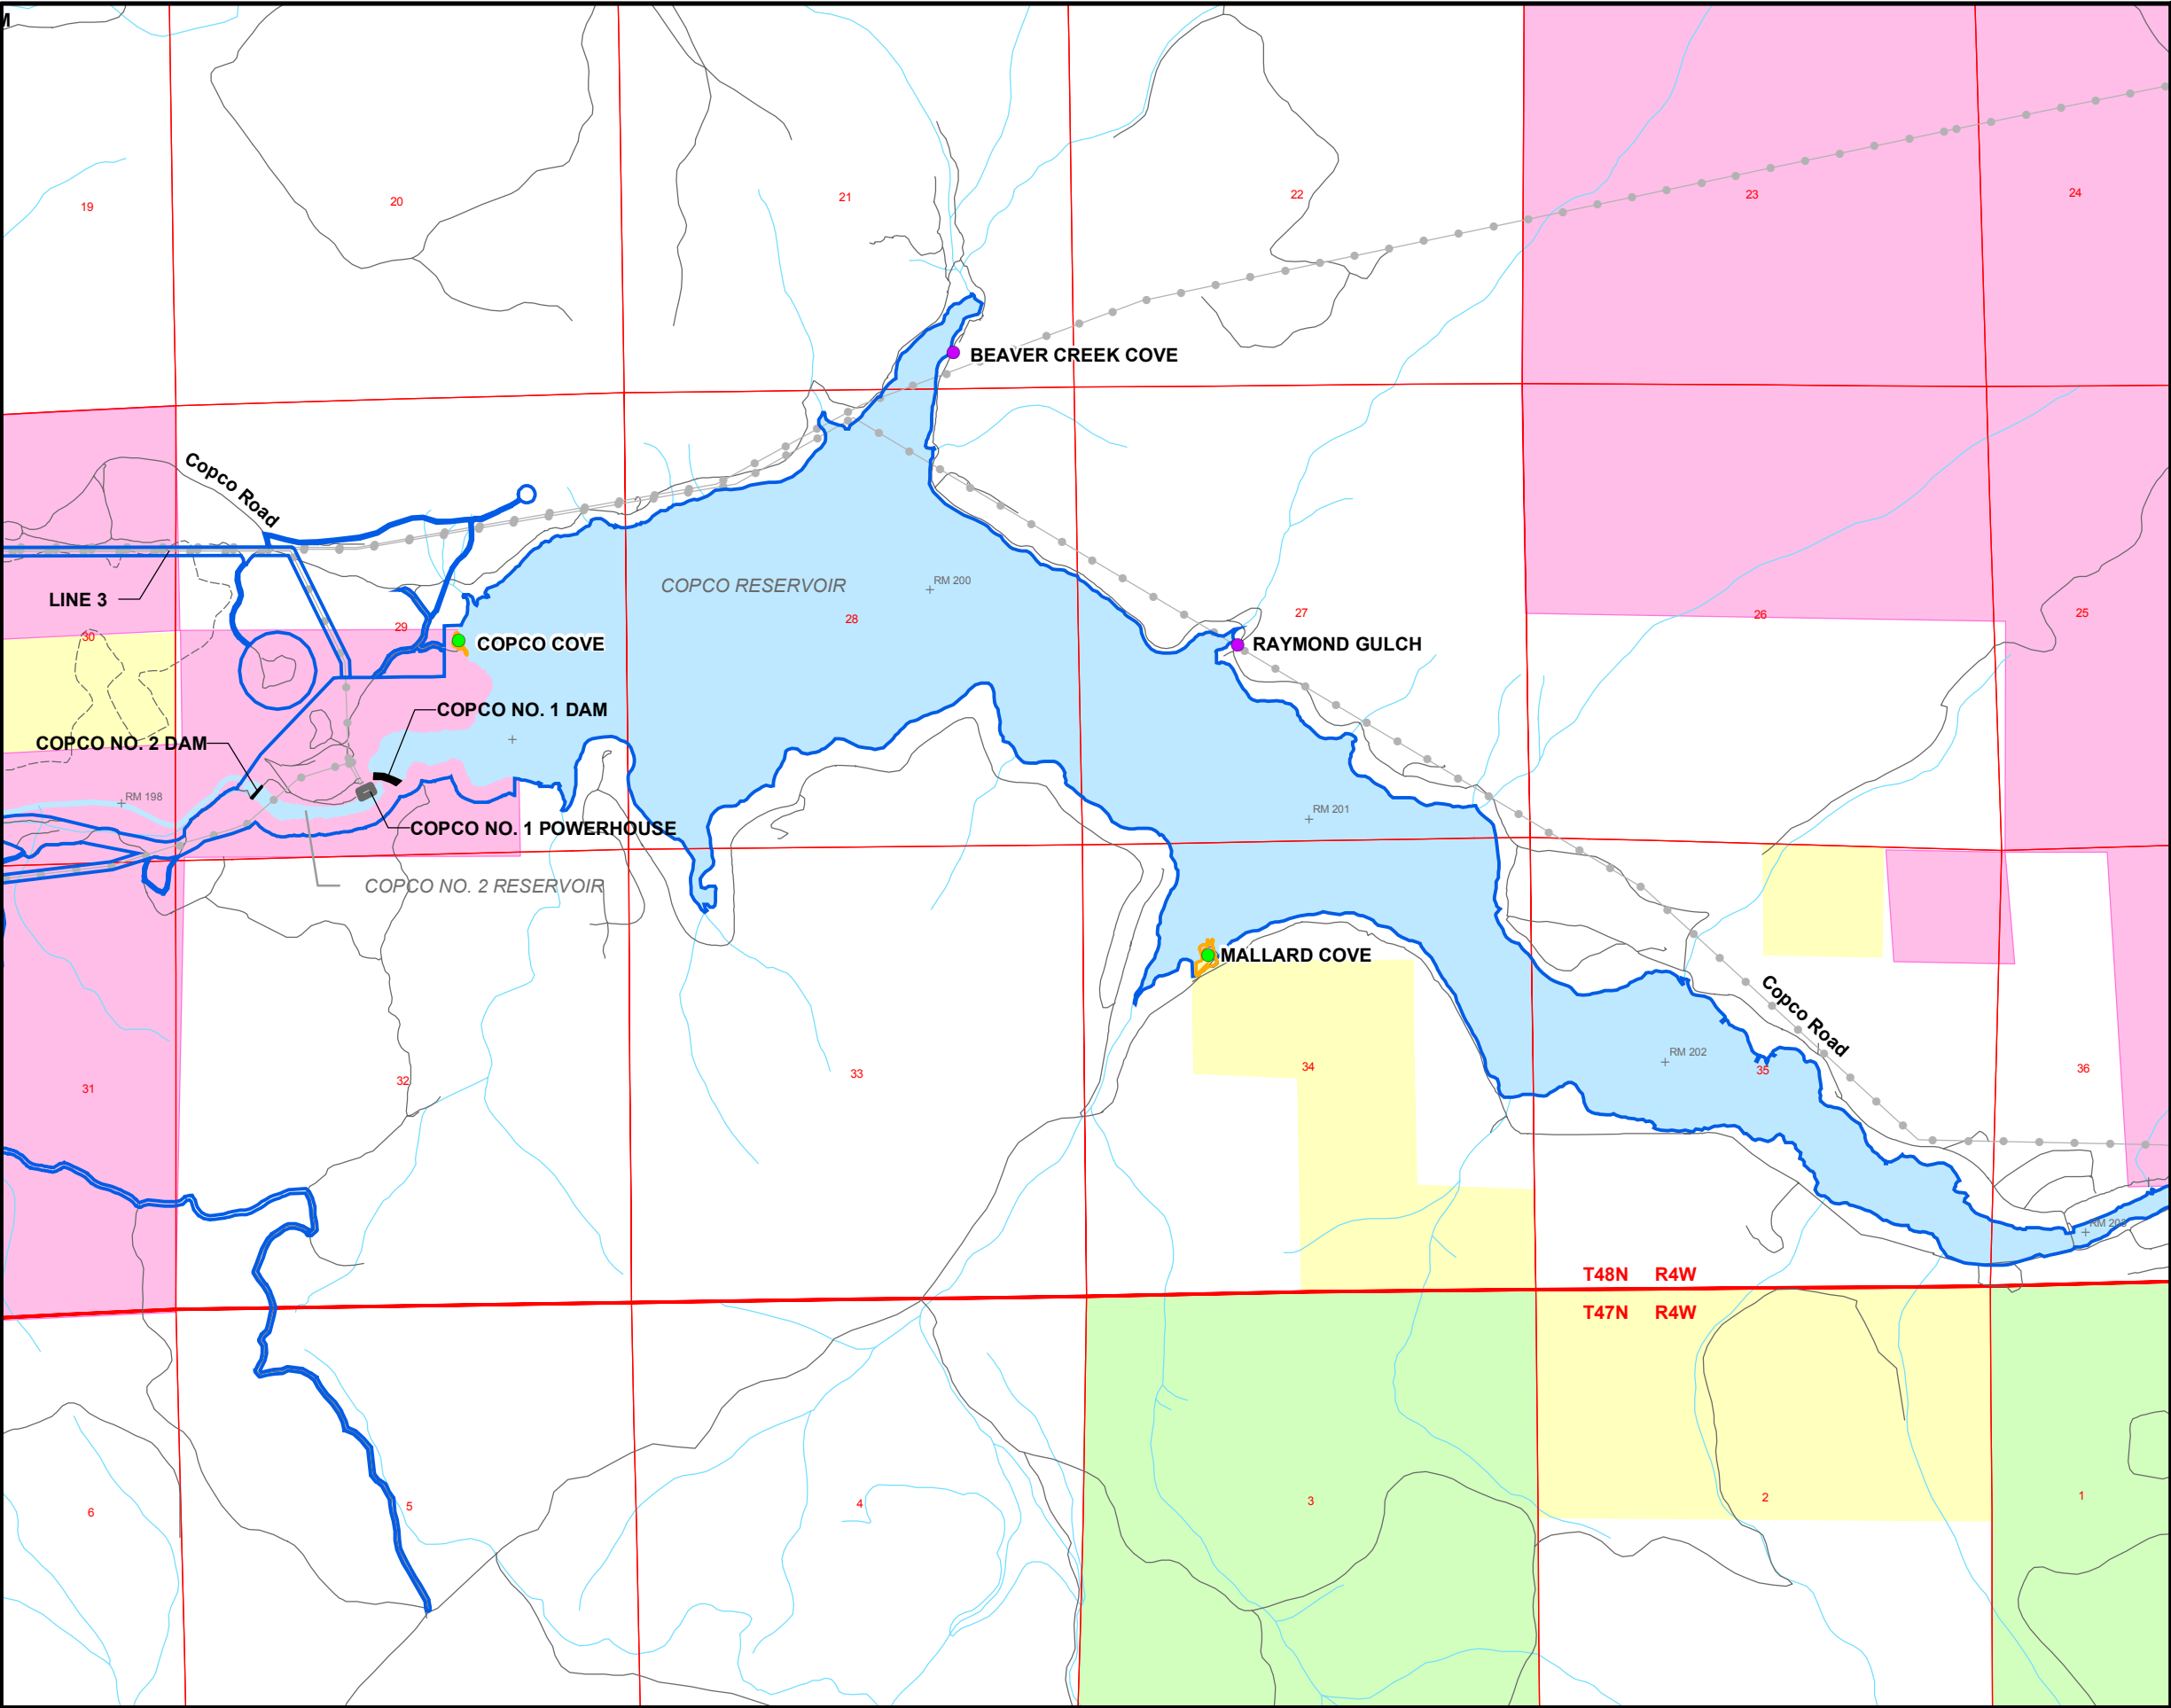 M
19
20
21
22
23
24
BEAVER CREEK COVE
Copco Road
COPCO RESERVOIR
RM 200
LINE 3
30
29
28
27
26
25
COPCO COVE
RAYMOND GULCH
COPCO NO. 1 DAM
COPCO NO. 2 DAM
RM 198
RM 201
COPCO NO. 1 POWERHOUSE
COPCO NO. 2 RESERVOIR
MALLARD COVE
Copco Road
RM 202
31
32
33
34
35
36
RM 203
T48N R4W
T47N R4W
6
5
4
3
2
1